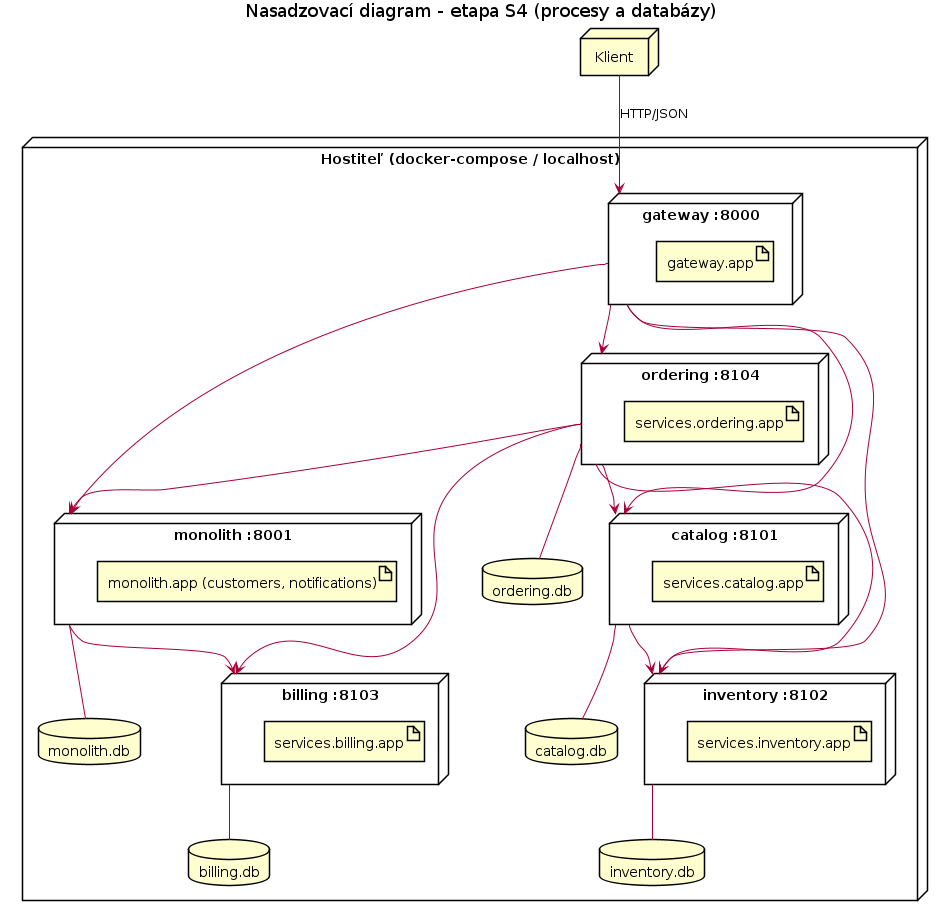 Nasadzovací diagram - etapa S4 (procesy a databázy)
Klient
HTTP/JSON
Hostiteľ (docker-compose / localhost)
gateway :8000
gateway.app
ordering :8104
services.ordering.app
monolith :8001
monolith.app (customers, notifications)
catalog :8101
services.catalog.app
ordering.db
billing :8103
services.billing.app
inventory :8102
services.inventory.app
monolith.db
catalog.db
billing.db
inventory.db